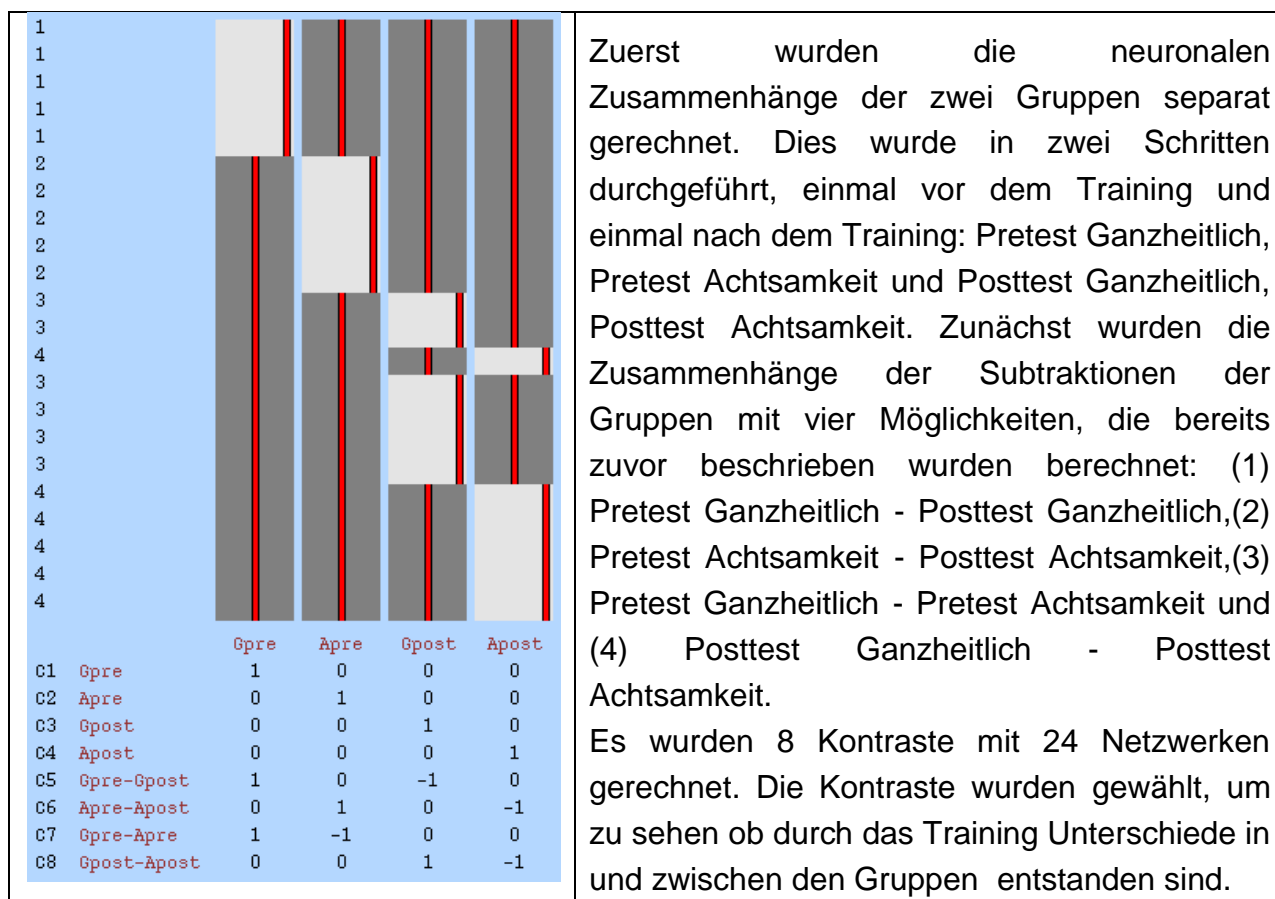 1
1
1
1
1
2
2
2
2
2
3
3
4
3
3
3
3
4
4
4
4
4
Gpre Apre Gpost Apost
C1 Gpre 1 0 0 0
C2 Apre 0 1 0 0
C3 Gpost 0 0 1 0
C4 Apost 0 0 0 1
C5 Gpre-Gpost 1 0 -1 0
C6 Apre-Apost 0 1 0 -1
C7 Gpre-Apre 1 -1 0 0
C8 Gpost-Apost 0 0 1 -1
Zuerst wurden die neuronalen
Zusammenhänge der zwei Gruppen separat
gerechnet. Dies wurde in zwei Schritten
durchgeführt, einmal vor dem Training und
einmal nach dem Training: Pretest Ganzheitlich,
Pretest Achtsamkeit und Posttest Ganzheitlich,
Posttest Achtsamkeit. Zunächst wurden die
Zusammenhänge der Subtraktionen der
Gruppen mit vier Möglichkeiten, die bereits
zuvor beschrieben wurden berechnet: (1)
Pretest Ganzheitlich - Posttest Ganzheitlich,(2)
Pretest Achtsamkeit - Posttest Achtsamkeit,(3)
Pretest Ganzheitlich - Pretest Achtsamkeit und
(4) Posttest Ganzheitlich - Posttest
Achtsamkeit.
Es wurden 8 Kontraste mit 24 Netzwerken
gerechnet. Die Kontraste wurden gewählt, um
zu sehen ob durch das Training Unterschiede in
und zwischen den Gruppen entstanden sind.